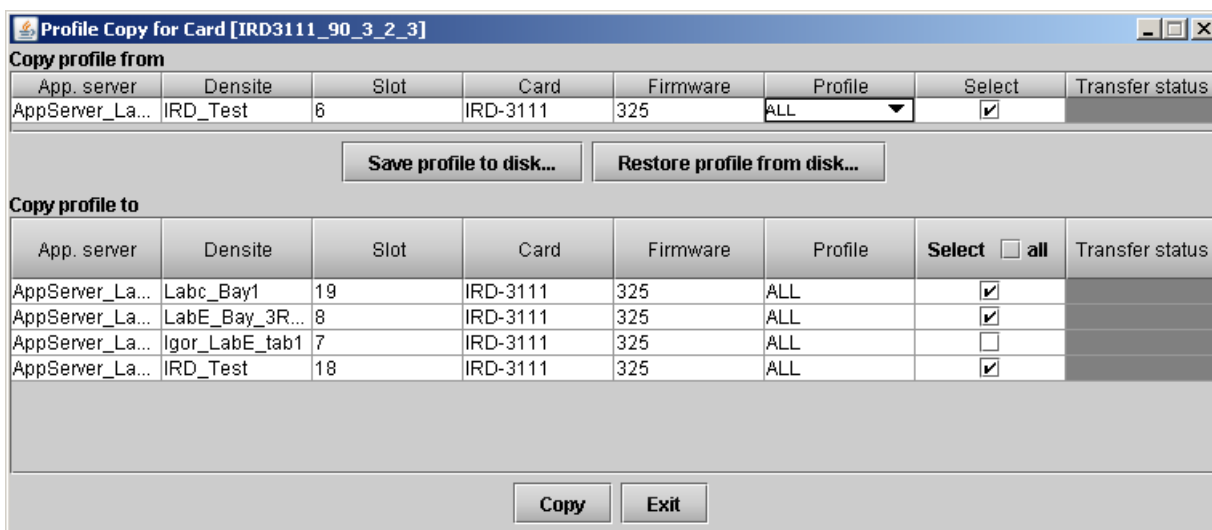 Profile Copy for Card [IRD3111_90_3_2_3]
Copy profile from
App. server Densite Slot Card Firmware Profile Select Transfer status
AppServer_La... IRD_Test 6 IRD-3111 325 ALL
Save profile to disk... Restore profile from disk...
Copy profile to
App. server Densite Slot Card Firmware Profile Select all Transfer status
AppServer_La... Labc_Bay1 19 IRD-3111 325 ALL
AppServer_La... LabE_Bay_3R... 8 IRD-3111 325 ALL
AppServer_La... Igor_LabE_tab1 7 IRD-3111 325 ALL
AppServer_La... IRD_Test 18 IRD-3111 325 ALL
Copy Exit